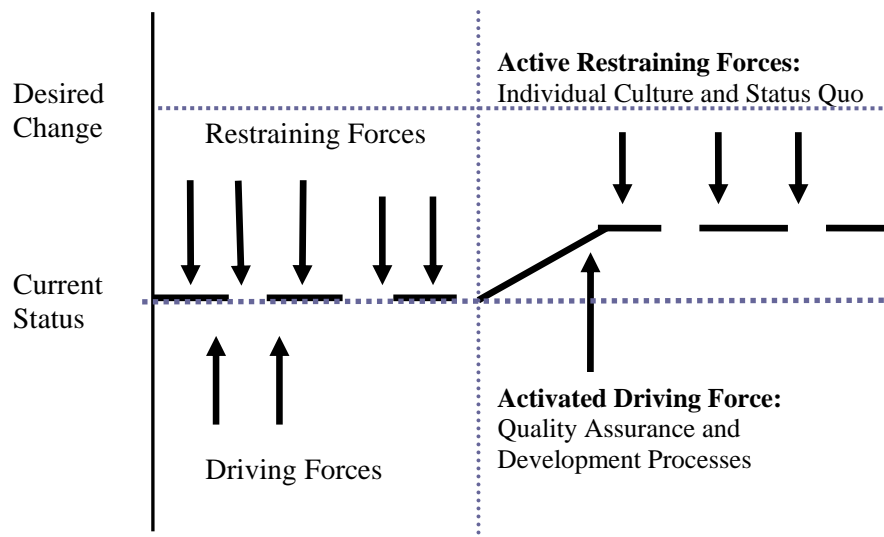 Desired
Change
Restraining Forces
Active Restraining Forces:
Individual Culture and Status Quo
Current
Status
Driving Forces
Activated Driving Force:
Quality Assurance and
Development Processes